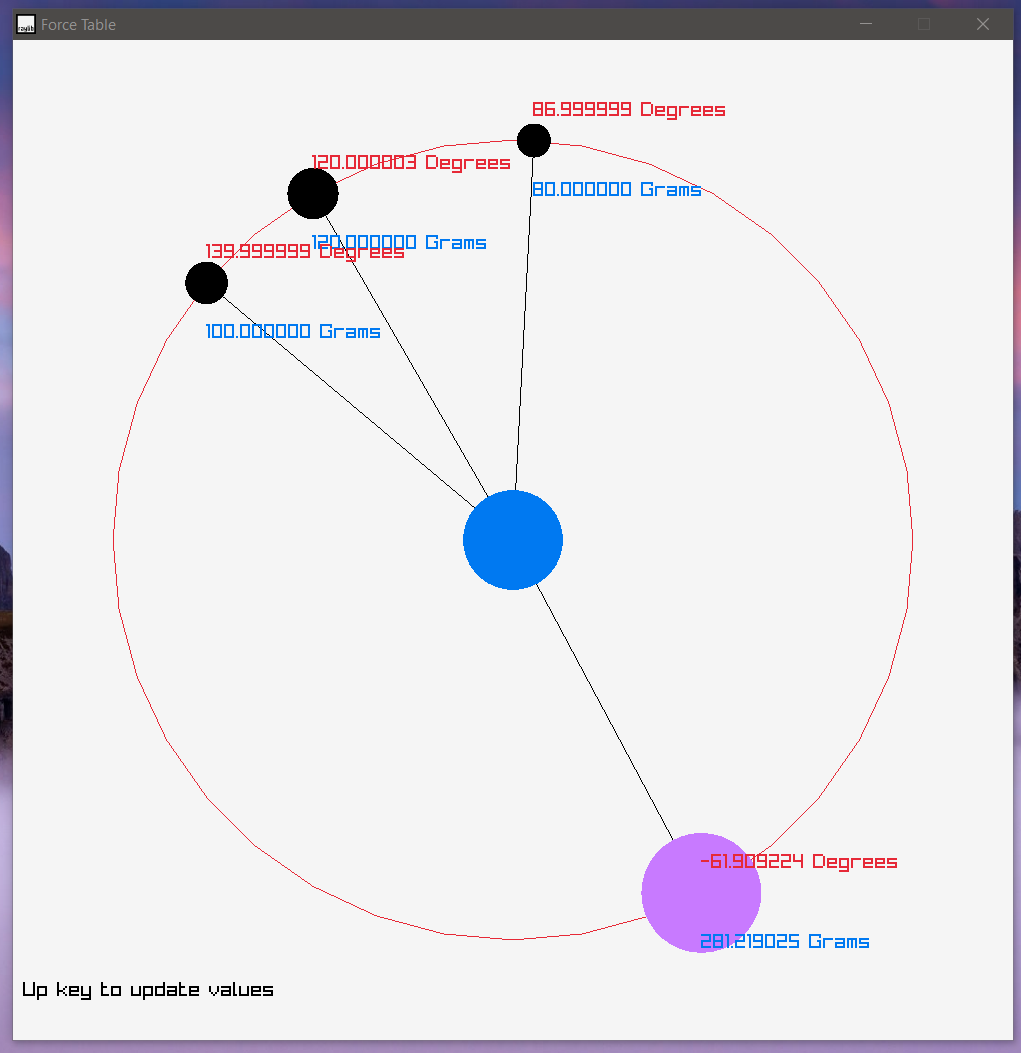 raylib
Force Table
86.999999 Degrees
120.000003 Degrees
80.000000 Grams
120.000000 Grams
139.999999 Degrees
100.000000 Grams
-61.909224 Degrees
281.219025 Grams
Up key to update values